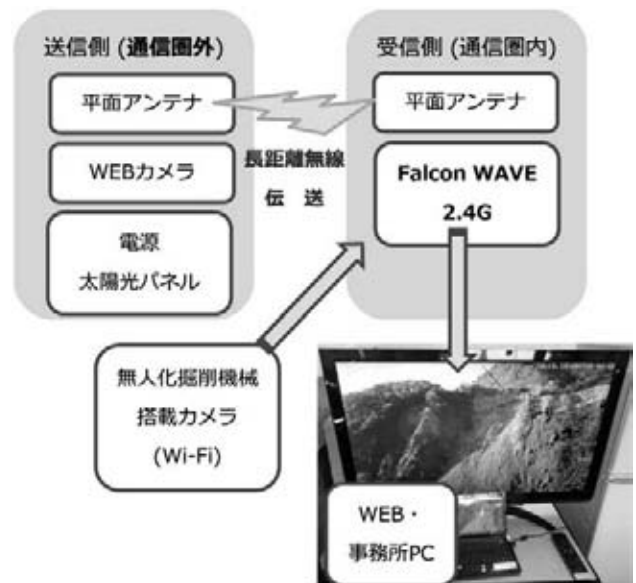 送信側 (通信圏外)
平面アンテナ
WEBカメラ
電源
太陽光パネル
長距離無線
伝 送
受信側 (通信圏内)
平面アンテナ
Falcon WAVE
2.4G
無人化掘削機械
搭載カメラ
(Wi-Fi)
WEB・
事務所PC